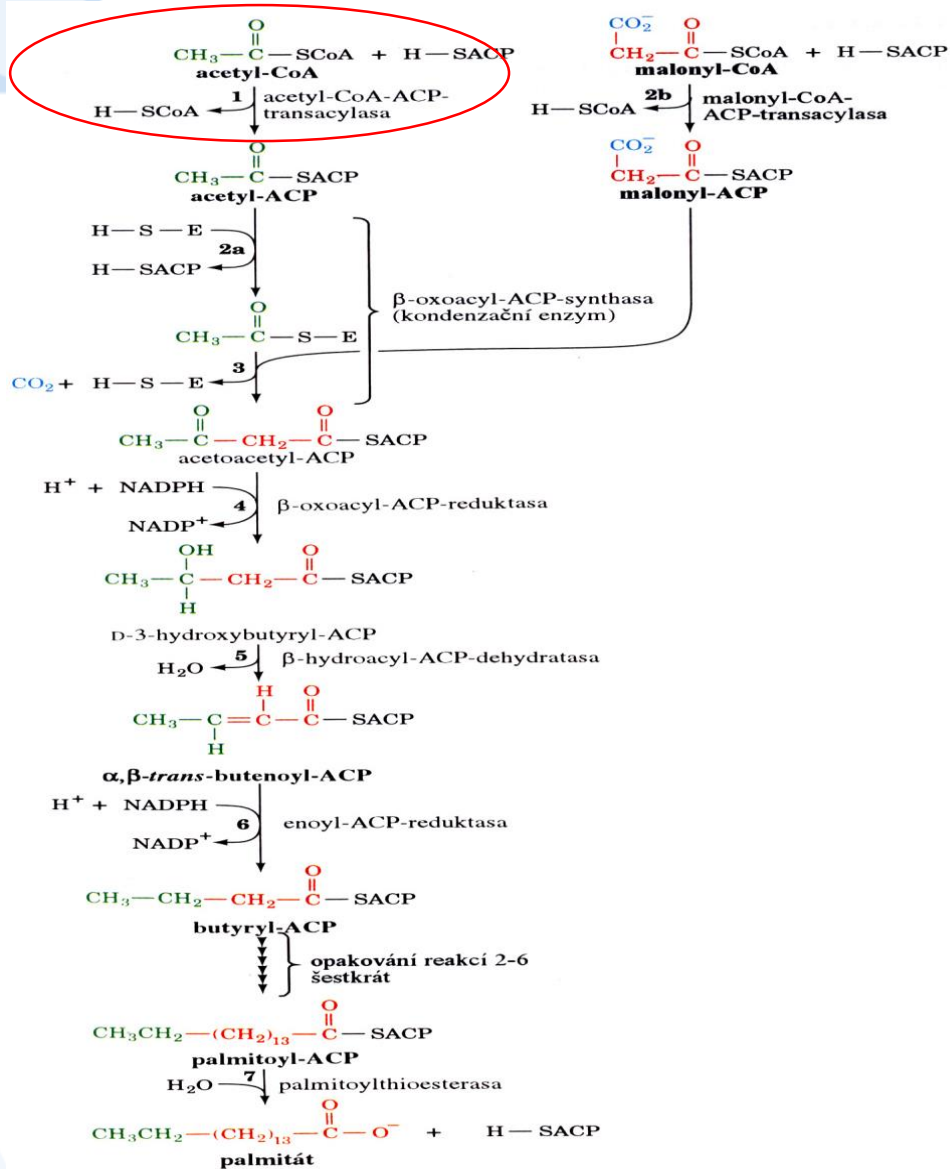 O
||
CH₃—C—SCoA + H—SACP
acetyl-CoA
1 acetyl-CoA-ACP-
transacylasa
H—SCoA
CO₂⁻ O
| ||
CH₂—C—SCoA + H—SACP
malonyl-CoA
2b malonyl-CoA-
ACP-transacylasa
H—SCoA
O
||
CH₃—C—SACP
acetyl-ACP
CO₂⁻ O
| ||
CH₂—C—SACP
malonyl-ACP
H—S—E
2a
H—SACP
O
||
CH₃—C—S—E
β-oxoacyl-ACP-synthasa
(kondenzační enzym)
3
CO₂ + H—S—E
O O
|| ||
CH₃—C—CH₂—C—SACP
acetoacetyl-ACP
H⁺ + NADPH
4 β-oxoacyl-ACP-reduktasa
NADP⁺
OH O
| ||
CH₃—C—CH₂—C—SACP
|
H
D-3-hydroxybutyryl-ACP
5 β-hydroacyl-ACP-dehydratasa
H₂O
H O
| ||
CH₃—C=C—C—SACP
|
H
α,β-trans-butenoyl-ACP
H⁺ + NADPH
6 enoyl-ACP-reduktasa
NADP⁺
O
||
CH₃—CH₂—CH₂—C—SACP
butyryl-ACP
opakování reakcí 2-6
šestkrát
O
||
CH₃CH₂—(CH₂)₁₃—C—SACP
palmitoyl-ACP
H₂O 7 palmitoylthioesterasa
O
||
CH₃CH₂—(CH₂)₁₃—C—O⁻ + H—SACP
palmitát